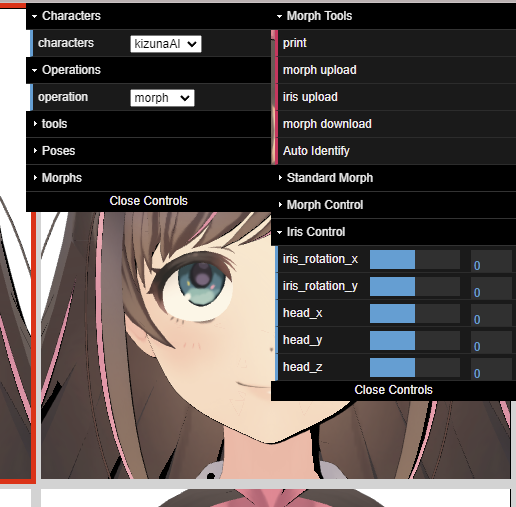 Characters
characters kizunaAI
Operations
operation morph
tools
Poses
Morphs
Close Controls
Morph Tools
print
morph upload
iris upload
morph download
Auto Identify
Standard Morph
Morph Control
Iris Control
iris_rotation_x 0
iris_rotation_y 0
head_x 0
head_y 0
head_z 0
Close Controls